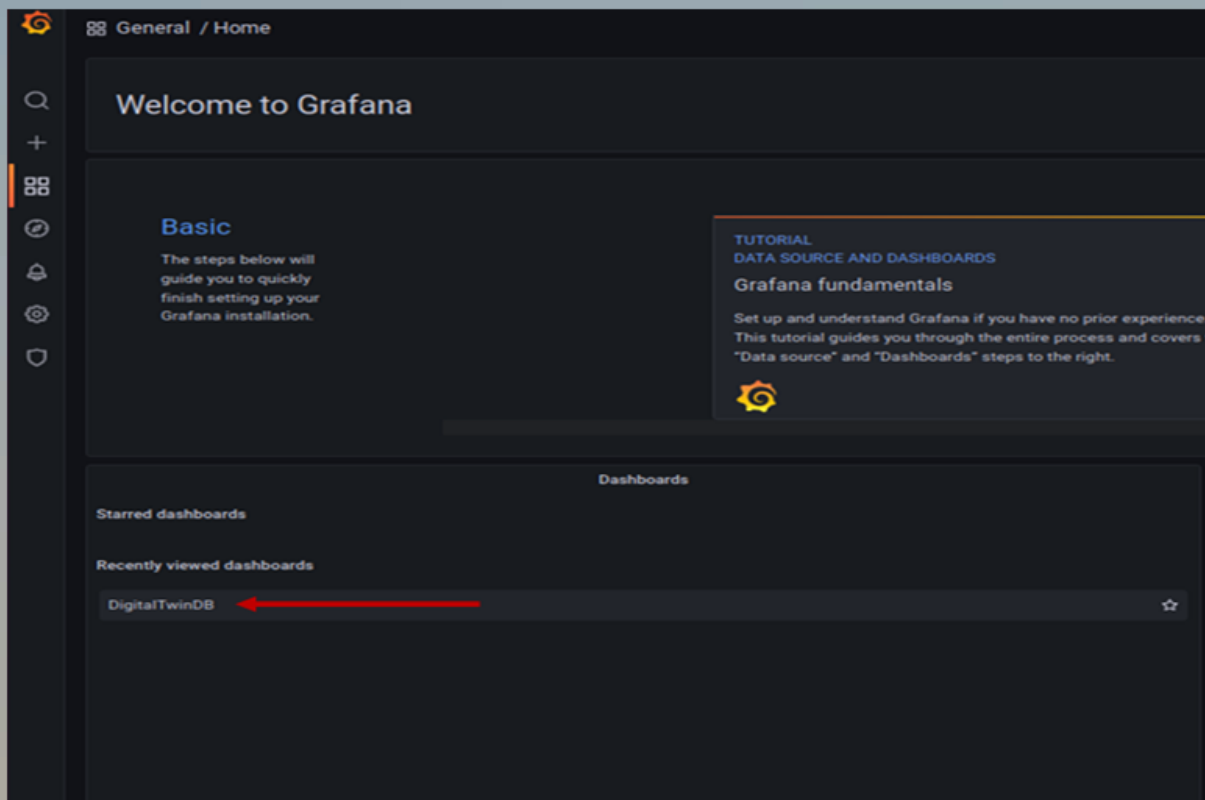 General / Home
Welcome to Grafana
Basic
The steps below will
guide you to quickly
finish setting up your
Grafana installation.
TUTORIAL
DATA SOURCE AND DASHBOARDS
Grafana fundamentals
Set up and understand Grafana if you have no prior experience
This tutorial guides you through the entire process and covers
"Data source" and "Dashboards" steps to the right.
Dashboards
Starred dashboards
Recently viewed dashboards
DigitalTwinDB